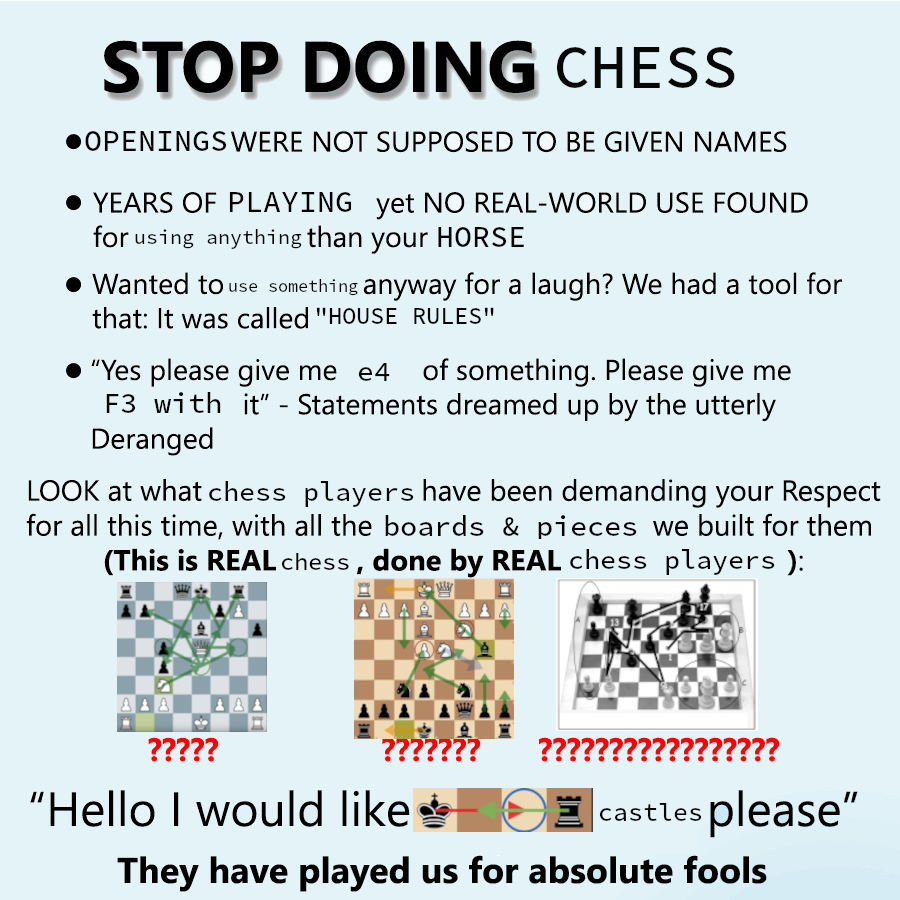 STOP DOING CHESS
●OPENINGS WERE NOT SUPPOSED TO BE GIVEN NAMES
● YEARS OF PLAYING yet NO REAL-WORLD USE FOUND
for using anything than your HORSE
● Wanted to use something anyway for a laugh? We had a tool for
that: It was called "HOUSE RULES"
● “Yes please give me e4 of something. Please give me
F3 with it” - Statements dreamed up by the utterly
Deranged
LOOK at what chess players have been demanding your Respect
for all this time, with all the boards & pieces we built for them
(This is REAL chess, done by REAL chess players ):
?????
???????
?????????????????
“Hello I would like castles please”
They have played us for absolute fools